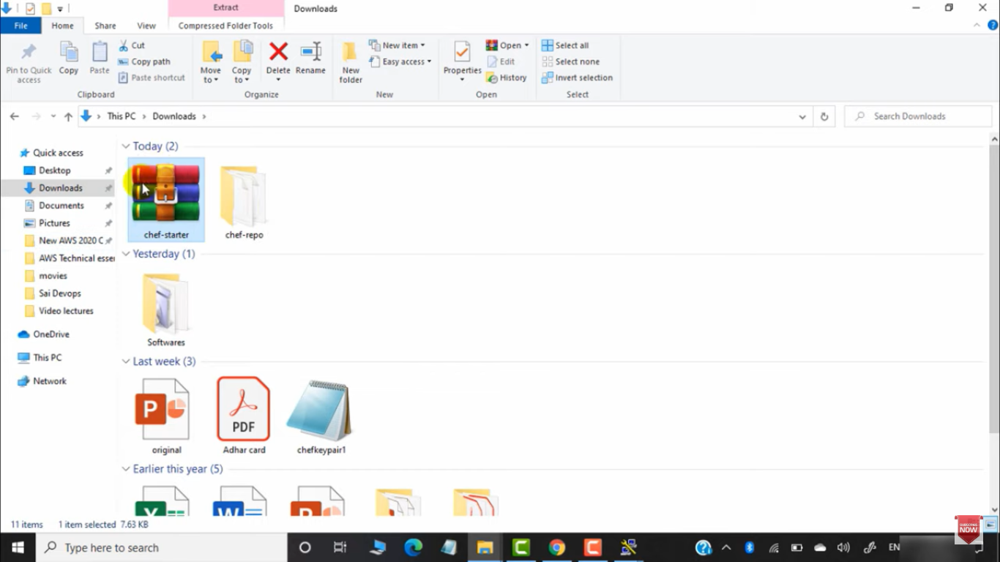 Extract
Downloads
File
Home
Share
View
Compressed Folder Tools
Pin to Quick access
Copy
Paste
Cut
Copy path
Paste shortcut
Clipboard
Move to
Copy to
Delete
Rename
Organize
New folder
New item
Easy access
New
Properties
Open
Edit
History
Open
Select all
Select none
Invert selection
Select
This PC > Downloads >
Search Downloads
Quick access
Desktop
Downloads
Documents
Pictures
New AWS 2020 C
AWS Technical esser
movies
Sai Devops
Video lectures
OneDrive
This PC
Network
Today (2)
chef-starter
chef-repo
Yesterday (1)
Softwares
Last week (3)
P
PDF
original
Adhar card
chefkeypair1
Earlier this year (5)
11 items
1 item selected 7.63 KB
SUBSCRIBE NOW
Type here to search
EN